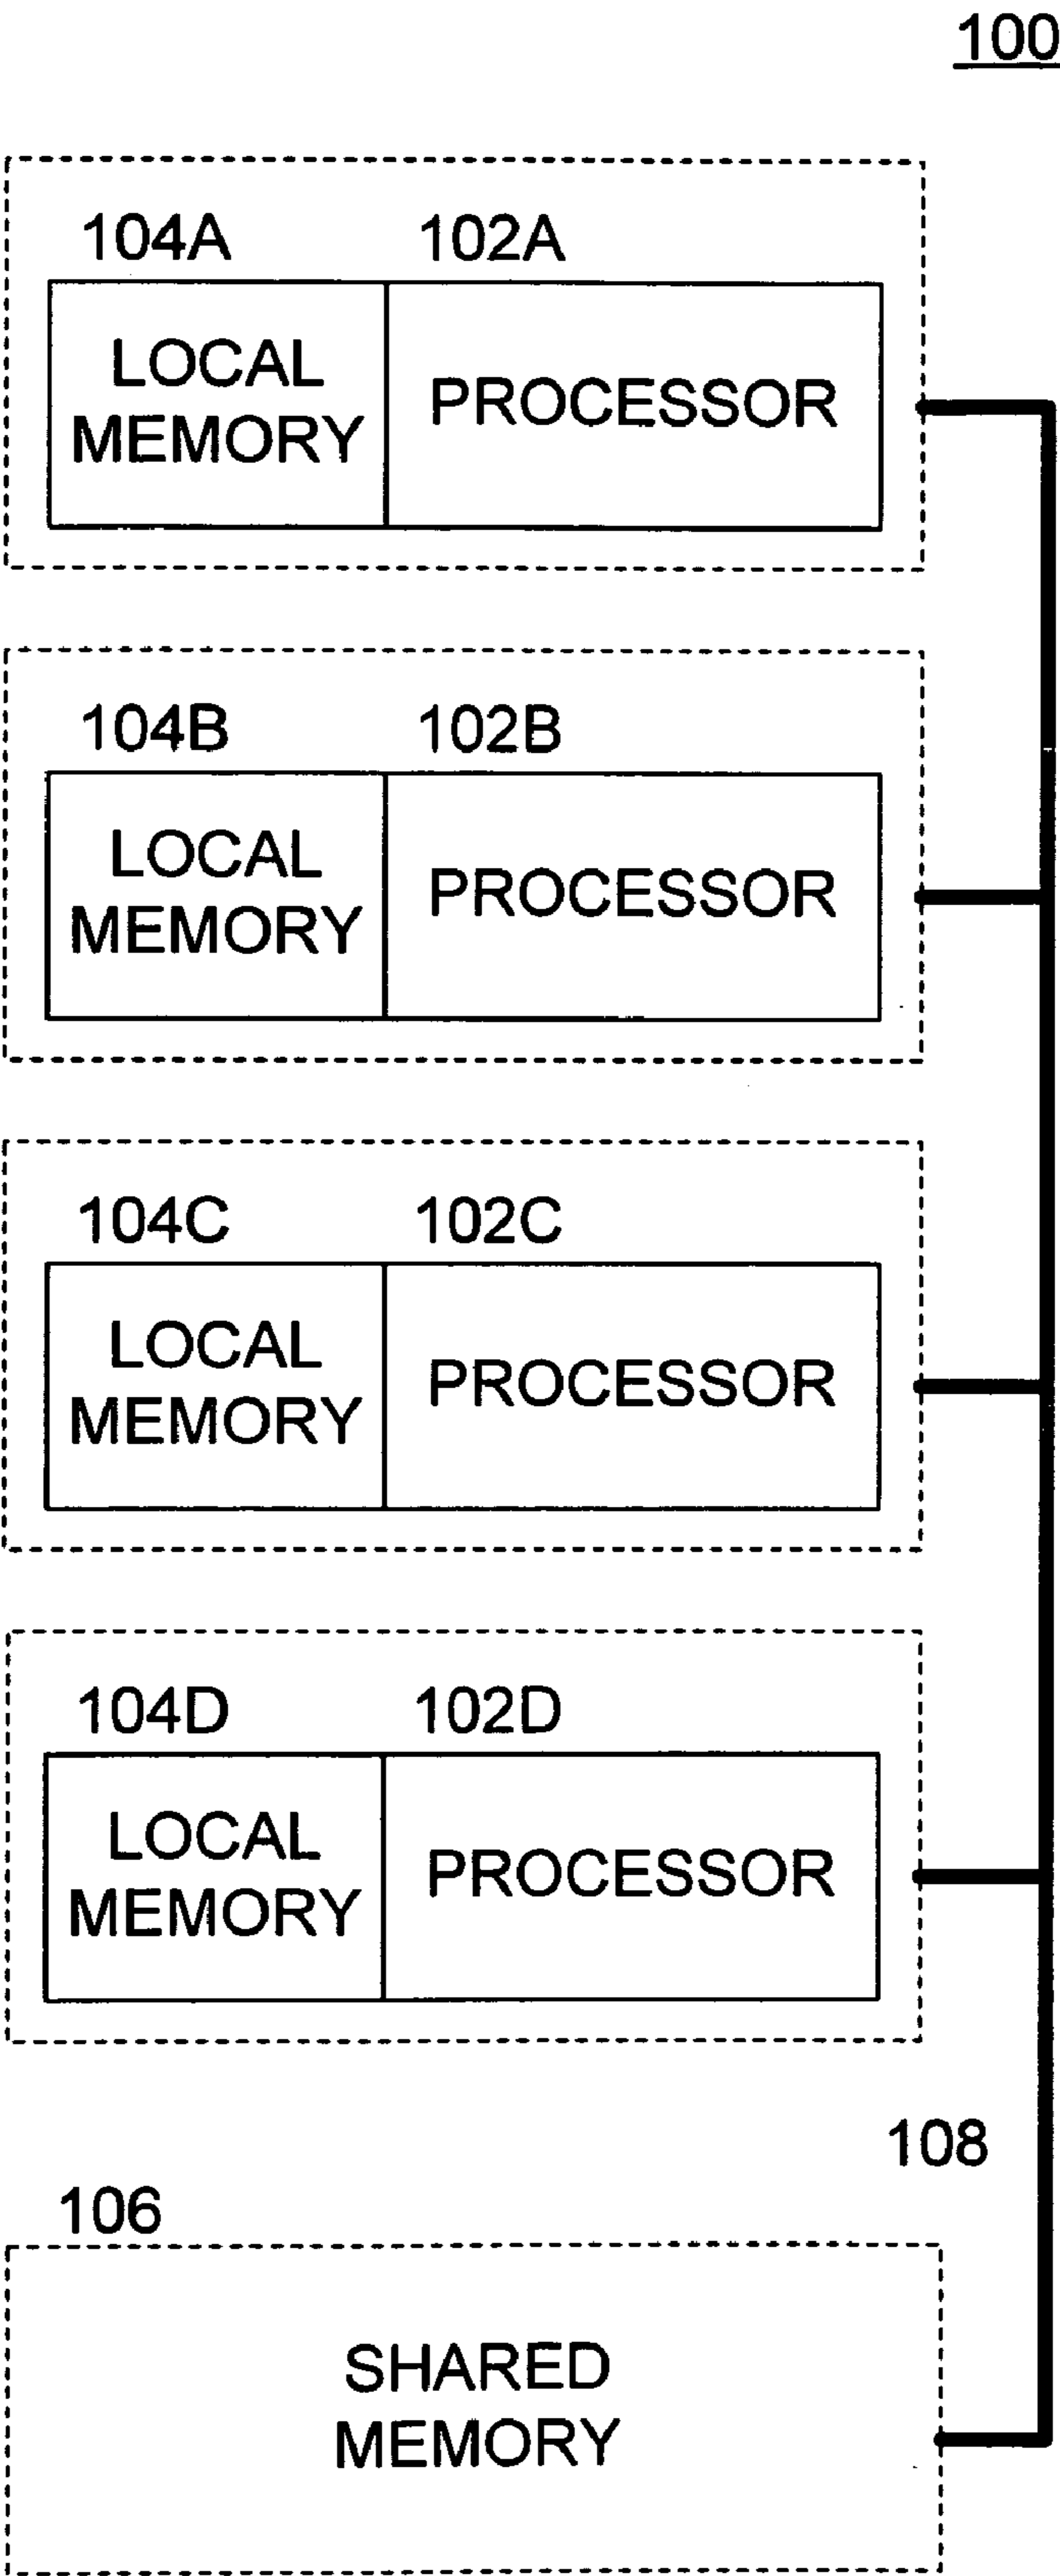 100
104A 102A
LOCAL
MEMORY
PROCESSOR
104B 102B
LOCAL
MEMORY
PROCESSOR
104C 102C
LOCAL
MEMORY
PROCESSOR
104D 102D
LOCAL
MEMORY
PROCESSOR
108
106
SHARED
MEMORY